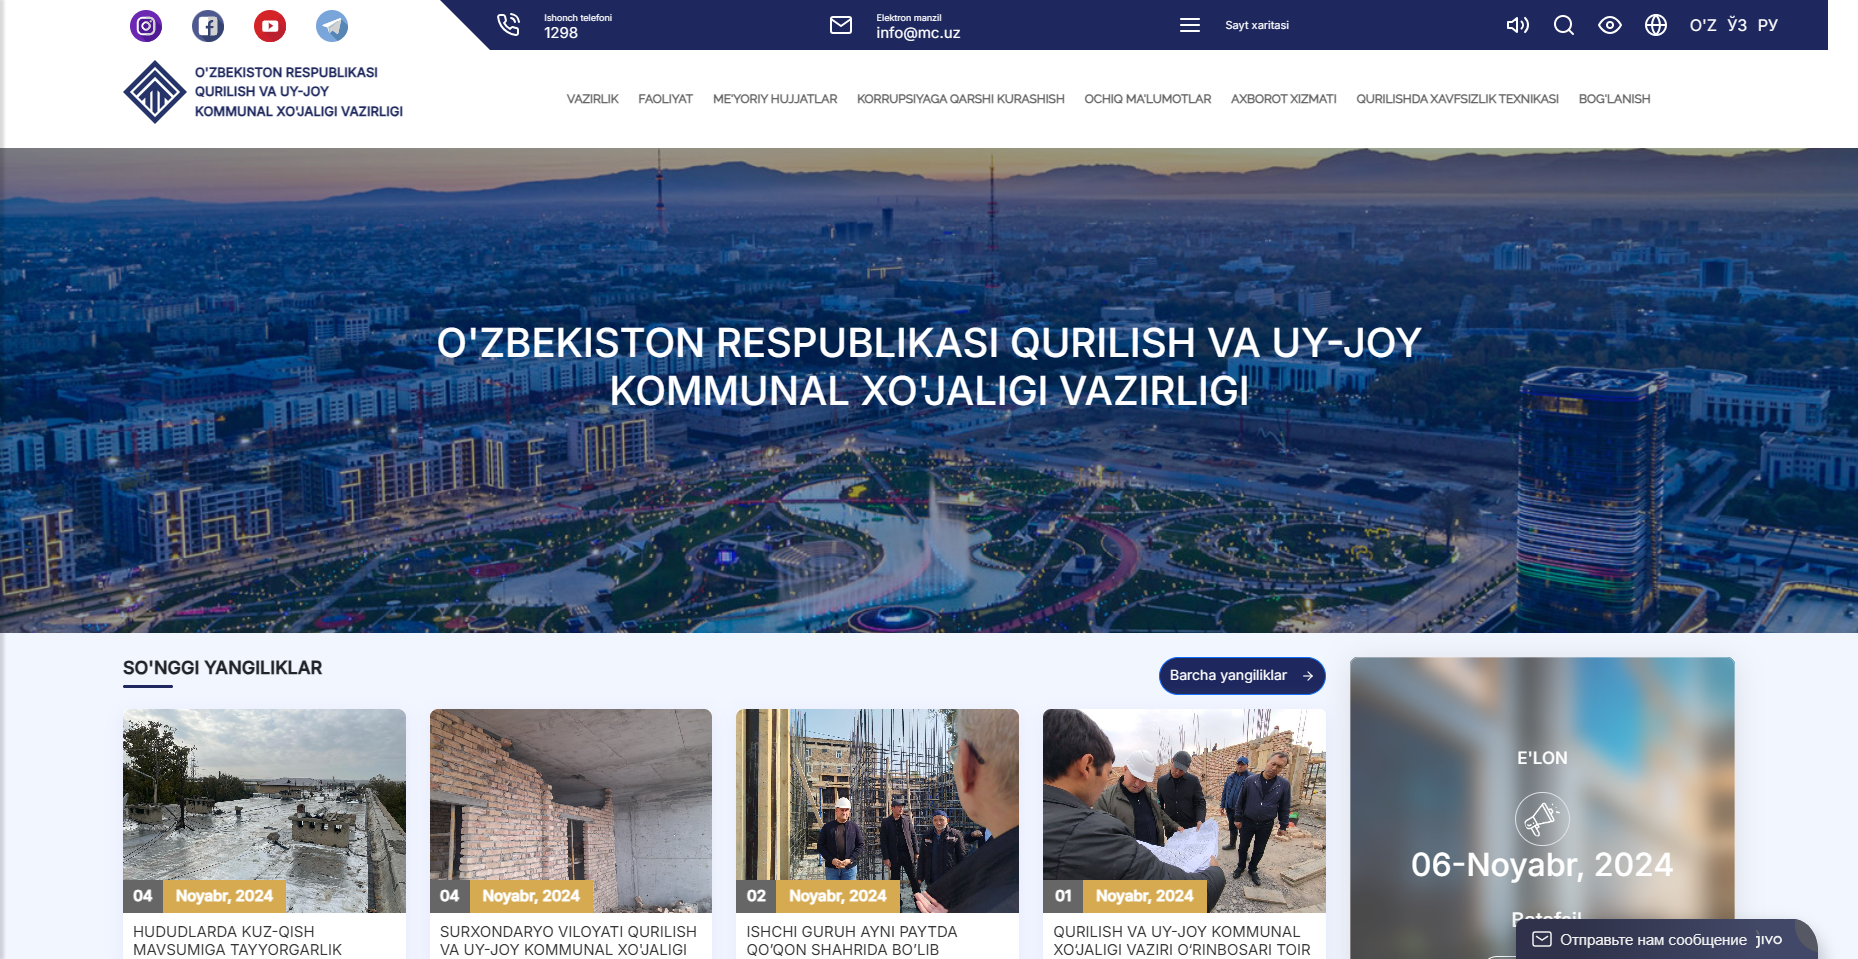 Ishonch telefoni
1298
Elektron manzil
info@mc.uz
Sayt xaritasi
O'Z ЎЗ РУ
O'ZBEKISTON RESPUBLIKASI
QURILISH VA UY-JOY
KOMMUNAL XO'JALIGI VAZIRLIGI
VAZIRLIK FAOLIYAT ME'YORIY HUJJATLAR KORRUPSIYAGA QARSHI KURASHISH OCHIQ MA'LUMOTLAR AXBOROT XIZMATI QURILISHDA XAVFSIZLIK TEXNIKASI BOG'LANISH
O'ZBEKISTON RESPUBLIKASI QURILISH VA UY-JOY
KOMMUNAL XO'JALIGI VAZIRLIGI
SO'NGGI YANGILIKLAR
Barcha yangiliklar
04 Noyabr, 2024
HUDUDLARDA KUZ-QISH
MAVSUMIGA TAYYORGARLIK
04 Noyabr, 2024
SURXONDARYO VILOYATI QURILISH
VA UY-JOY KOMMUNAL XO'JALIGI
02 Noyabr, 2024
ISHCHI GURUH AYNI PAYTDA
QO’QON SHAHRIDA BO’LIB
01 Noyabr, 2024
QURILISH VA UY-JOY KOMMUNAL
XO‘JALIGI VAZIRI O‘RINBOSARI TOIR
E'LON
06-Noyabr, 2024
Batafsil
Отправьте нам сообщение jivo